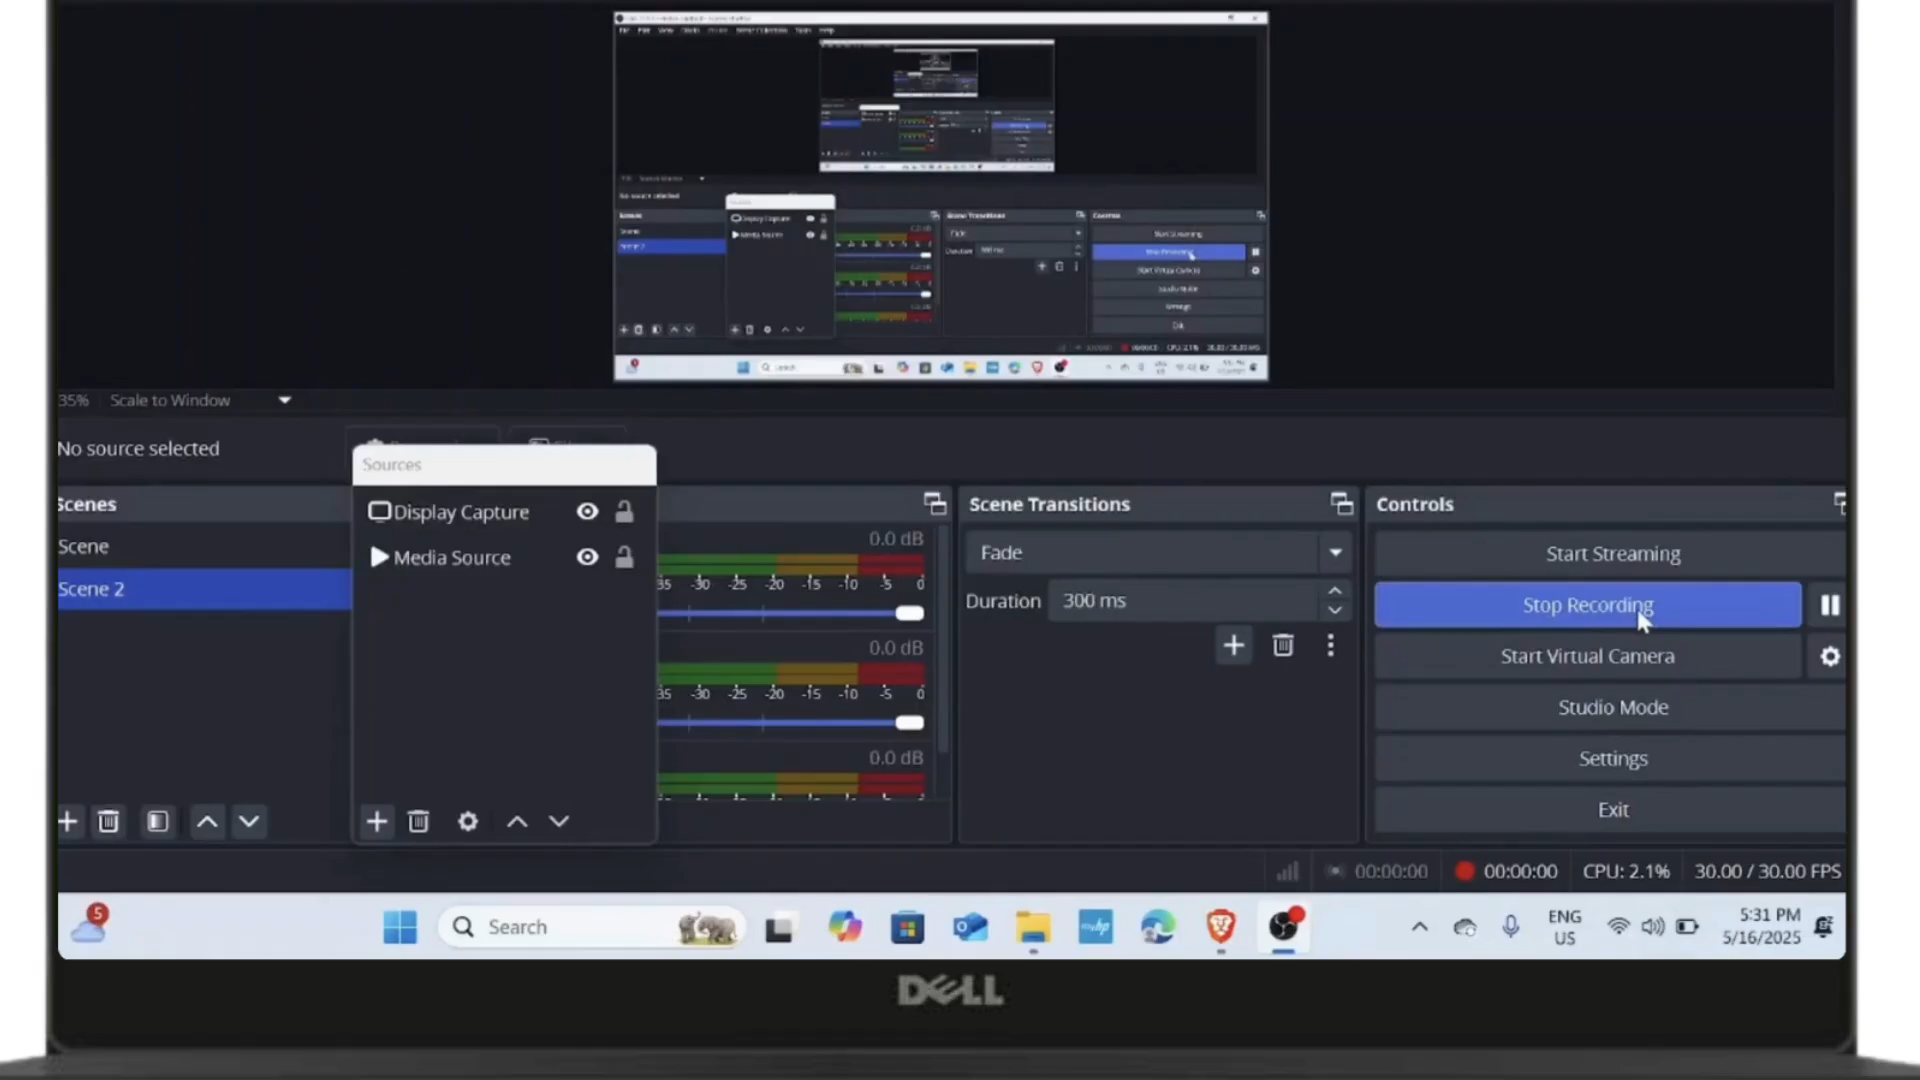 35% Scale to Window
No source selected
Sources
Display Capture
Media Source
Scenes
Scene
Scene 2
0.0 dB
35 -30 -25 -20 -15 -10 -5 0
0.0 dB
35 -30 -25 -20 -15 -10 -5 0
0.0 dB
Scene Transitions
Fade
Duration 300 ms
Controls
Start Streaming
Stop Recording
Start Virtual Camera
Studio Mode
Settings
Exit
00:00:00 00:00:00 CPU: 2.1% 30.00 / 30.00 FPS
5
Search
myhp
ENG
US
5:31 PM
5/16/2025
DELL